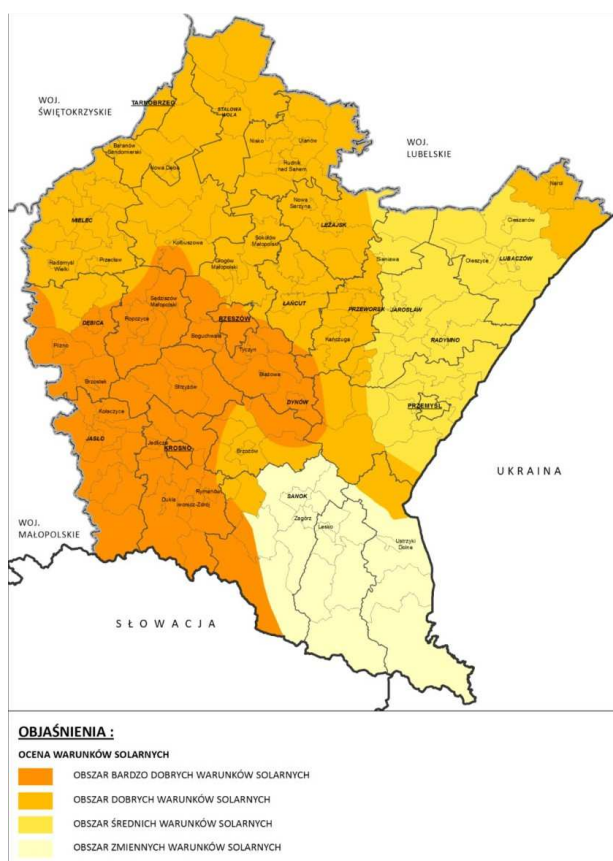 WOJ.
ŚWIĘTOKRZYSKIE
TARNOBRZEG
STALOWA
WOLA
WOJ.
LUBELSKIE
Baranów
Sandomierski
Nisko
Ulanów
Nowa Dęba
Rudnik
nad Sanem
Narol
MIELEC
Nowa
Sarzyna
Cieszanów
LEŻAJSK
Kolbuszowa
Sokołów
Małopolski
Radomyśl
Wielki
Przecław
Głogów
Małopolski
Sieniawa
Oleszyce
LUBACZÓW
Sędziszów
Małopolski
ŁAŃCUT
PRZEWORSK
JAROSŁAW
DĘBICA
Ropczyce
RZESZÓW
Kańczuga
RADYMNO
Pilzno
Boguchwała
Tyczyn
Błażowa
Brzostek
Strzyżów
DYNÓW
PRZEMYŚL
Kołaczyce
JASŁO
Jedlicze
KROSNO
Brzozów
UKRAINA
Rymanów
Dukla
Iwonicz-Zdrój
SANOK
Zagórz
Lesko
Ustrzyki
Dolne
WOJ.
MAŁOPOLSKIE
SŁOWACJA
OBJAŚNIENIA :
OCENA WARUNKÓW SOLARNYCH
OBSZAR BARDZO DOBRYCH WARUNKÓW SOLARNYCH
OBSZAR DOBRYCH WARUNKÓW SOLARNYCH
OBSZAR ŚREDNICH WARUNKÓW SOLARNYCH
OBSZAR ZMIENNYCH WARUNKÓW SOLARNYCH